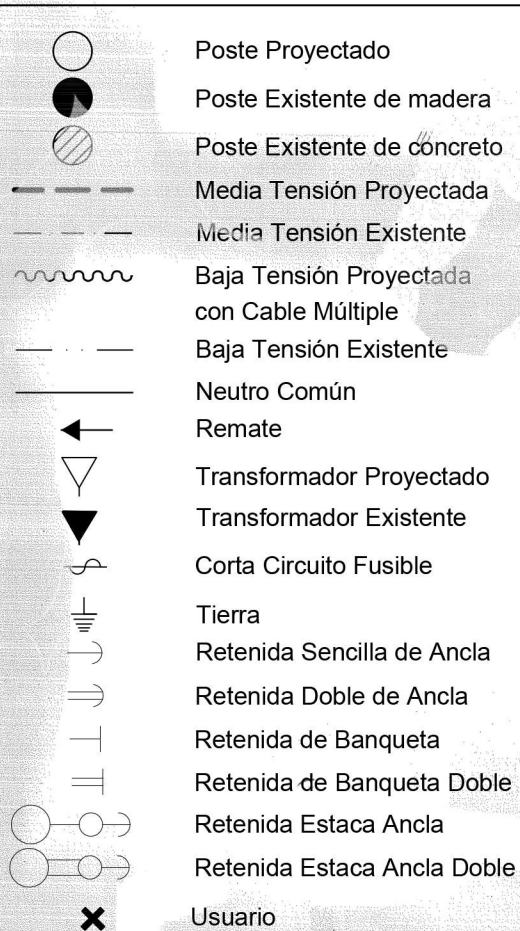 Poste Proyectado
Poste Existente de madera
Poste Existente de concreto
Media Tensión Proyectada
Media Tensión Existente
Baja Tensión Proyectada
con Cable Múltiple
Baja Tensión Existente
Neutro Común
Remate
Transformador Proyectado
Transformador Existente
Corta Circuito Fusible
Tierra
Retenida Sencilla de Ancla
Retenida Doble de Ancla
Retenida de Banqueta
Retenida de Banqueta Doble
Retenida Estaca Ancla
Retenida Estaca Ancla Doble
Usuario